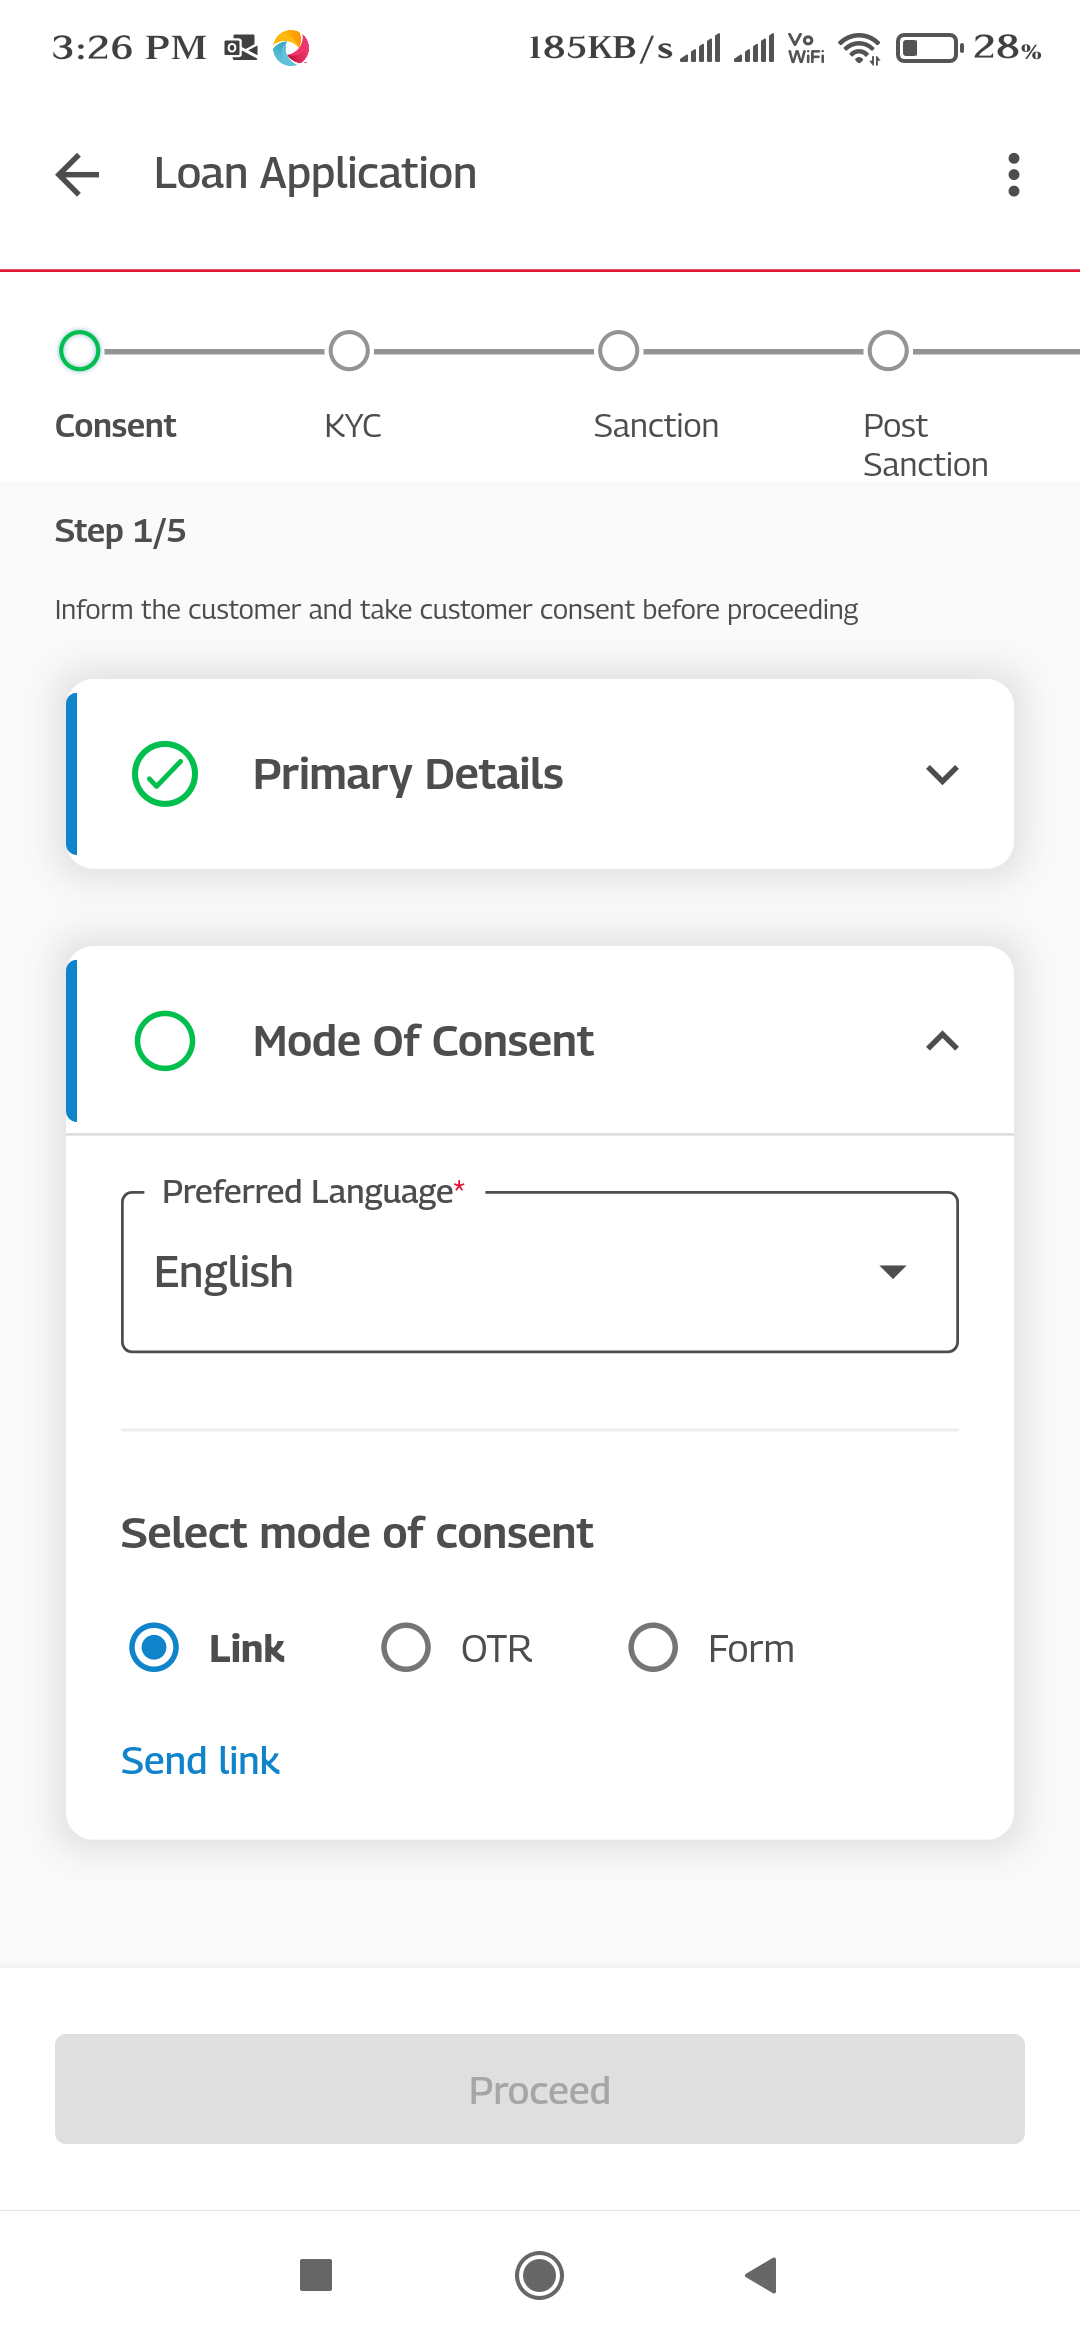 3:26 PM 185KB/s Vo WiFi 28%
Loan Application
Consent KYC Sanction Post
Sanction
Step 1/5
Inform the customer and take customer consent before proceeding
Primary Details
Mode Of Consent
Preferred Language*
English
Select mode of consent
Link OTR Form
Send link
Proceed